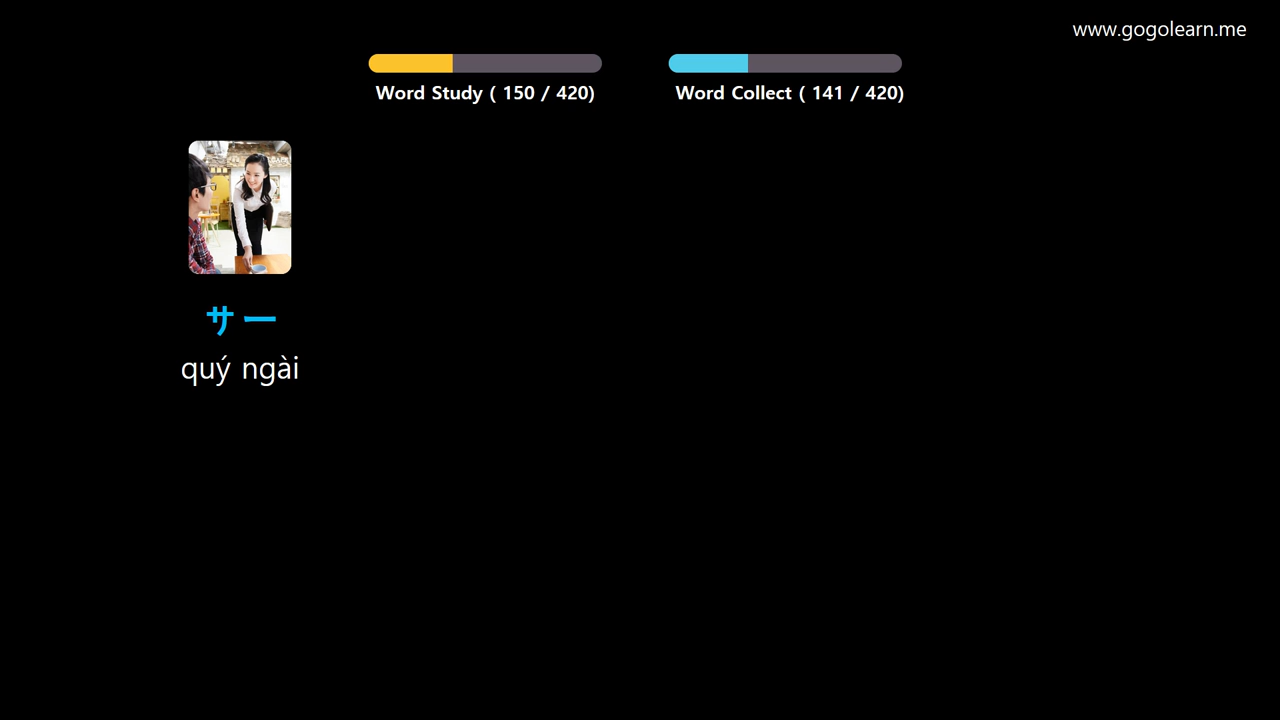 www.gogolearn.me
Word Study ( 150 / 420)
Word Collect ( 141 / 420)
サー
quý ngài